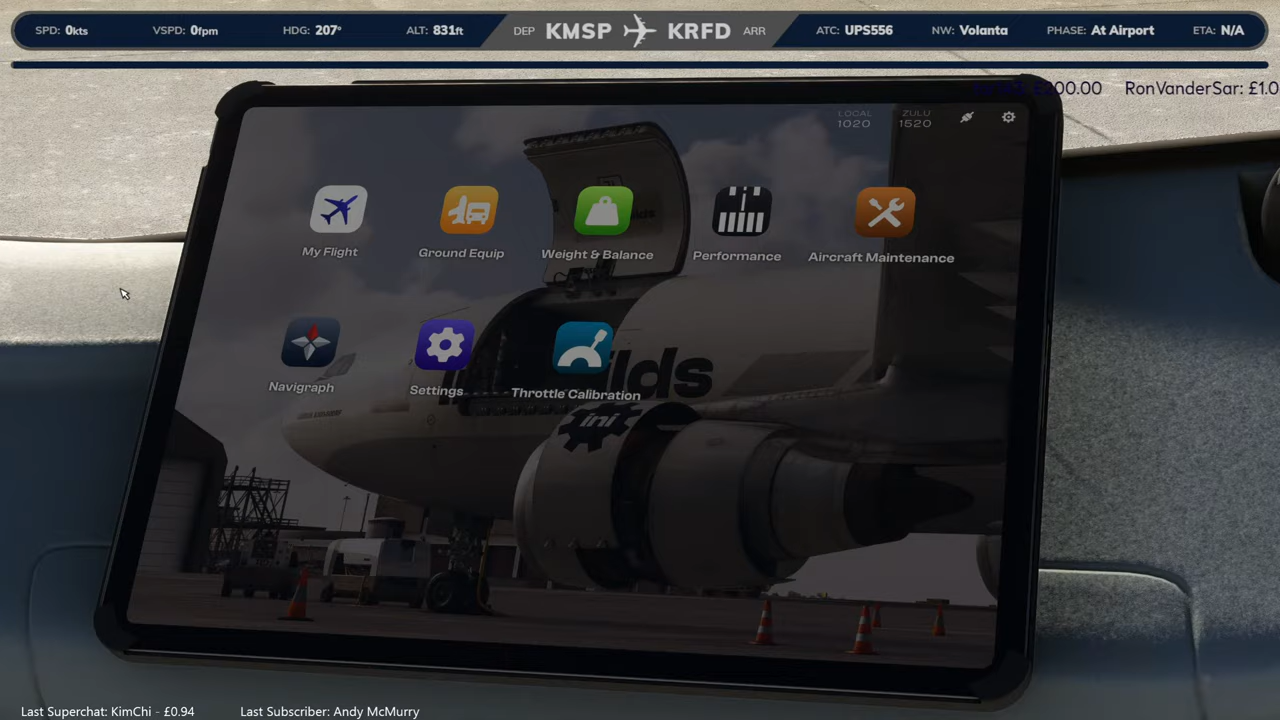 SPD: 0kts VSPD: 0fpm HDG: 207° ALT: 831ft DEP KMSP KRFD ARR ATC: UPS556 NW: Volanta PHASE: At Airport ETA: N/A
RonVanderSar: £1.0
LOCAL ZULU
1020 1520
My Flight Ground Equip Weight & Balance Performance Aircraft Maintenance
Navigraph Settings Throttle Calibration
ini
Last Superchat: KimChi - £0.94 Last Subscriber: Andy McMurry